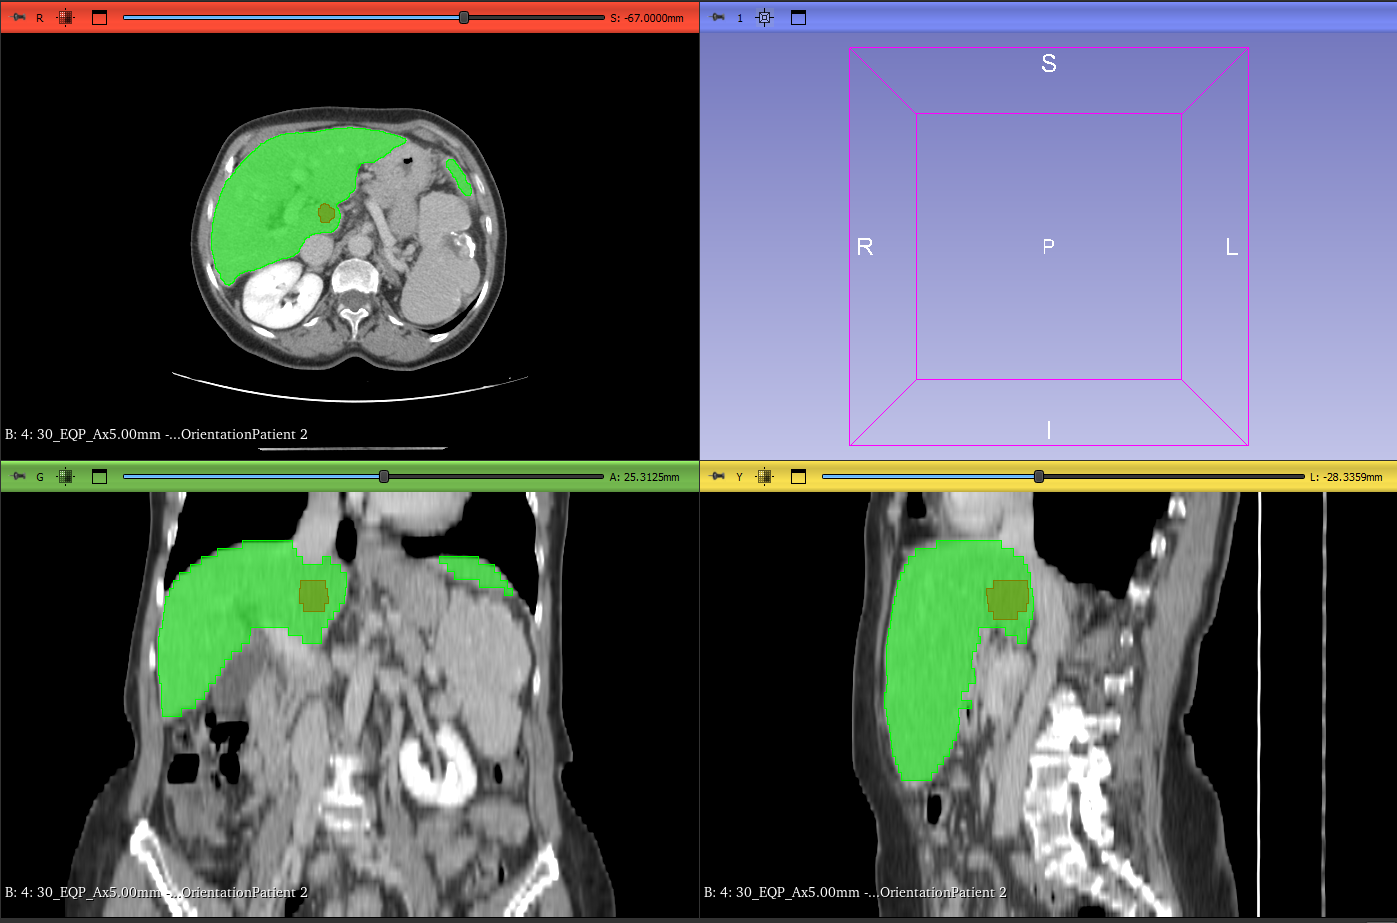 R S: -67.0000mm
1
S
R P L
I
B: 4: 30_EQP_Ax5.00mm -...OrientationPatient 2
G A: 25.3125mm
Y L: -28.3359mm
B: 4: 30_EQP_Ax5.00mm -...OrientationPatient 2
B: 4: 30_EQP_Ax5.00mm -...OrientationPatient 2